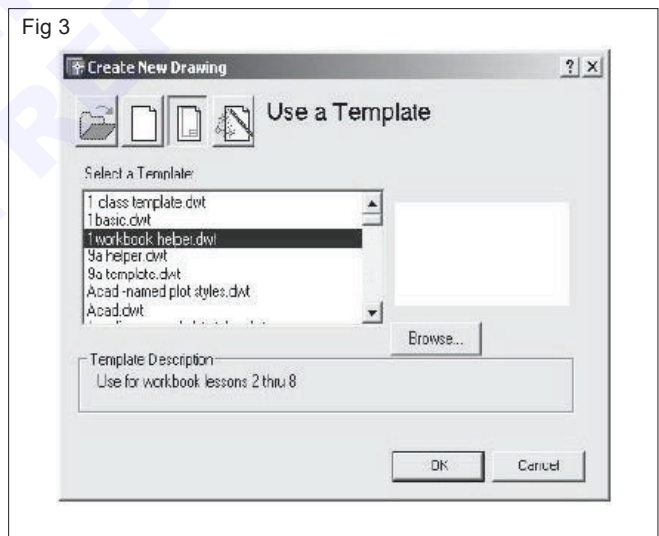 Fig 3
Create New Drawing
Use a Template
Select a Template:
1 class template.dwt
1basic.dwt
1workbook helper.dwt
9a helper.dwt
9a template.dwt
Acad -named plot styles.dwt
Acad.dwt
Browse...
Template Description
Use for workbook lessons 2 thru 8
OK
Cancel